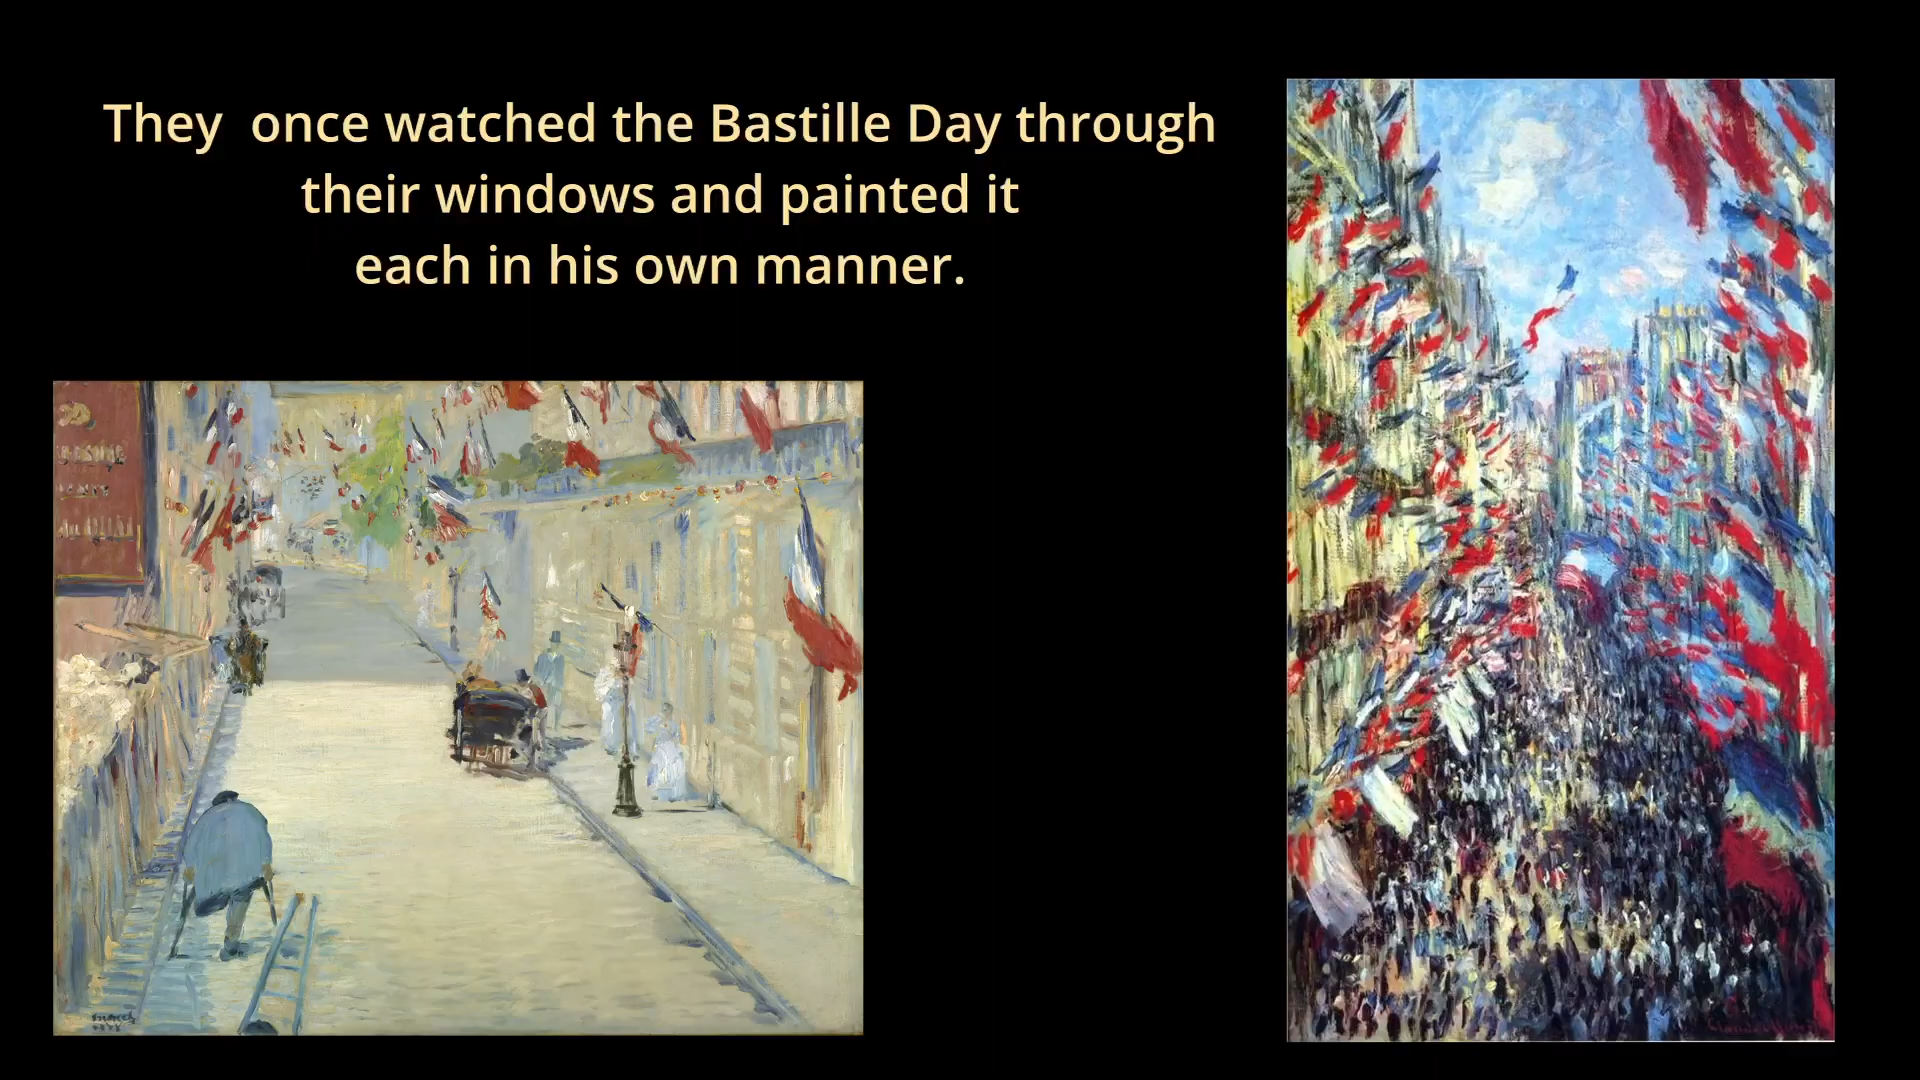 They  once watched the Bastille Day through
their windows and painted it
each in his own manner.